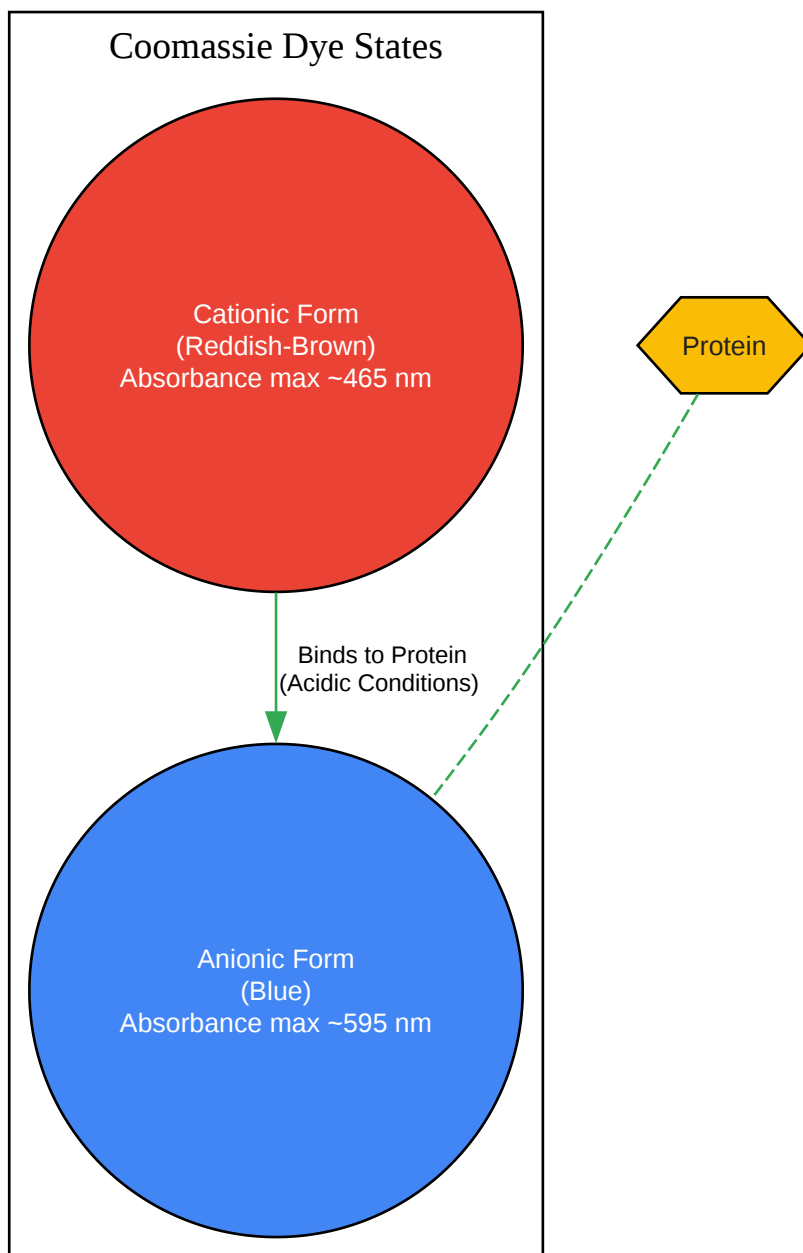 Coomassie Dye States
Cationic Form
(Reddish-Brown)
Absorbance max ~465 nm
Protein
Binds to Protein
(Acidic Conditions)
Anionic Form
(Blue)
Absorbance max ~595 nm